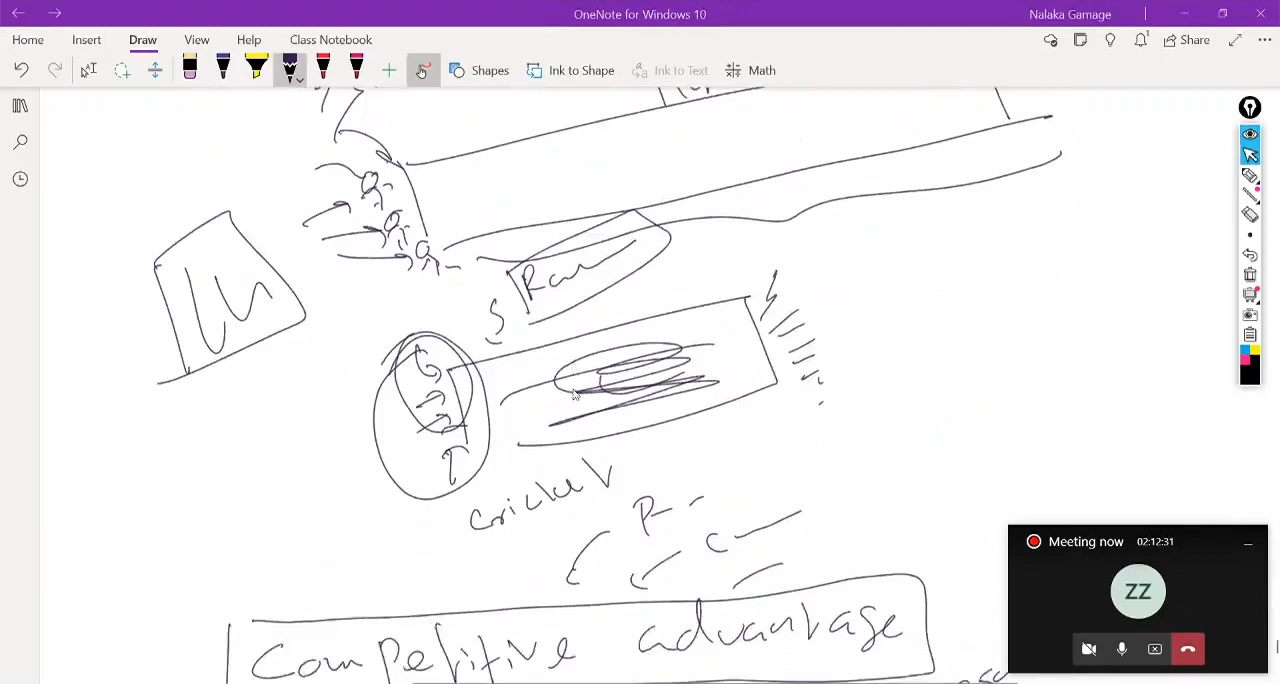 OneNote for Windows 10
Nalaka Gamage
Home Insert Draw View Help Class Notebook
Share
Shapes Ink to Shape Ink to Text Math
S
cricket
P
C
Competitive advantage
Meeting now 02:12:31
ZZ